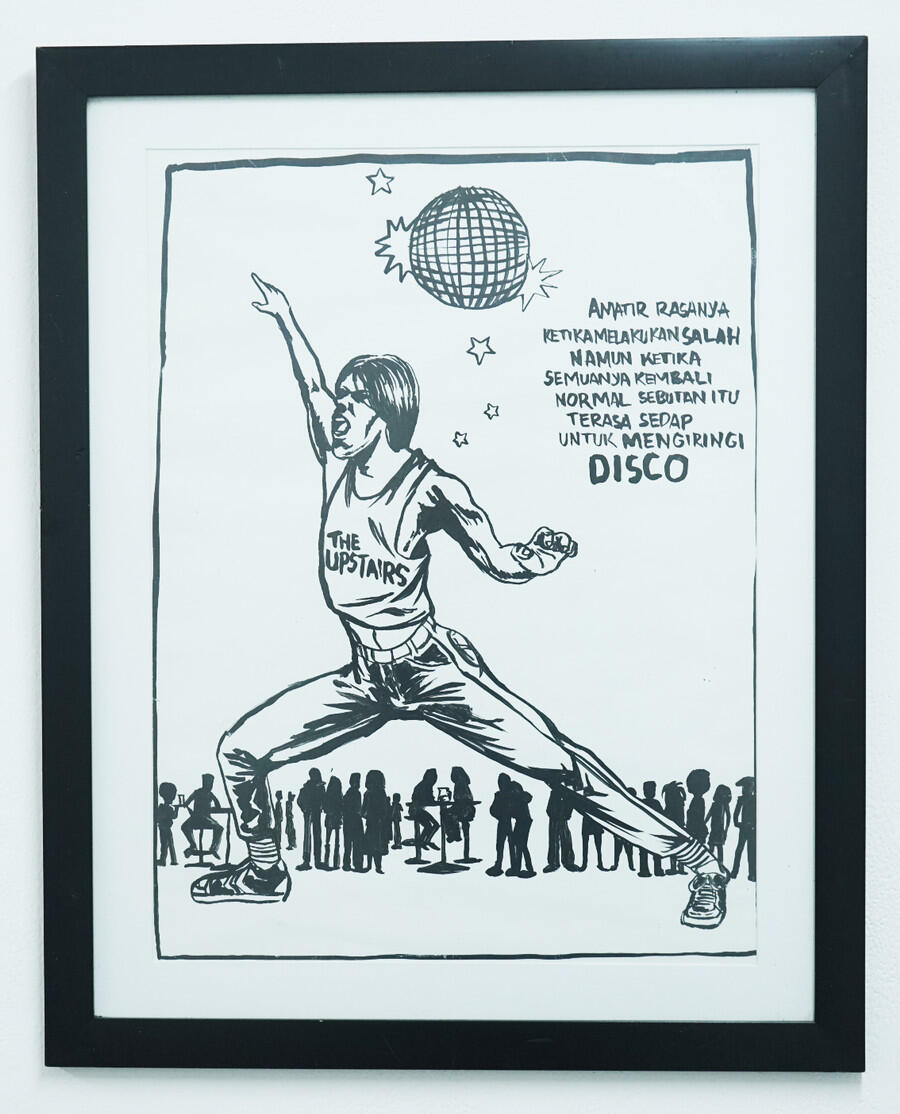 AMATIR RASANYA
KETIKA MELAKUKAN SALAH
NAMUN KETIKA
SEMUANYA KEMBALI
NORMAL SEBUTAN ITU
TERASA SEDAP
UNTUK MENGIRINGI
DISCO
THE
UPSTAIRS